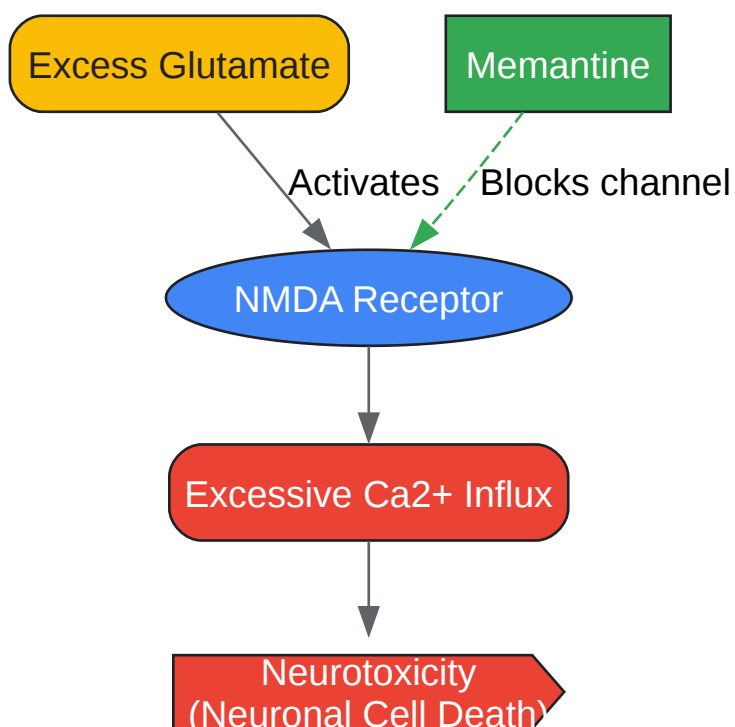 Excess Glutamate
Memantine
Activates
Blocks channel
NMDA Receptor
Excessive Ca2+ Influx
Neurotoxicity
(Neuronal Cell Death)